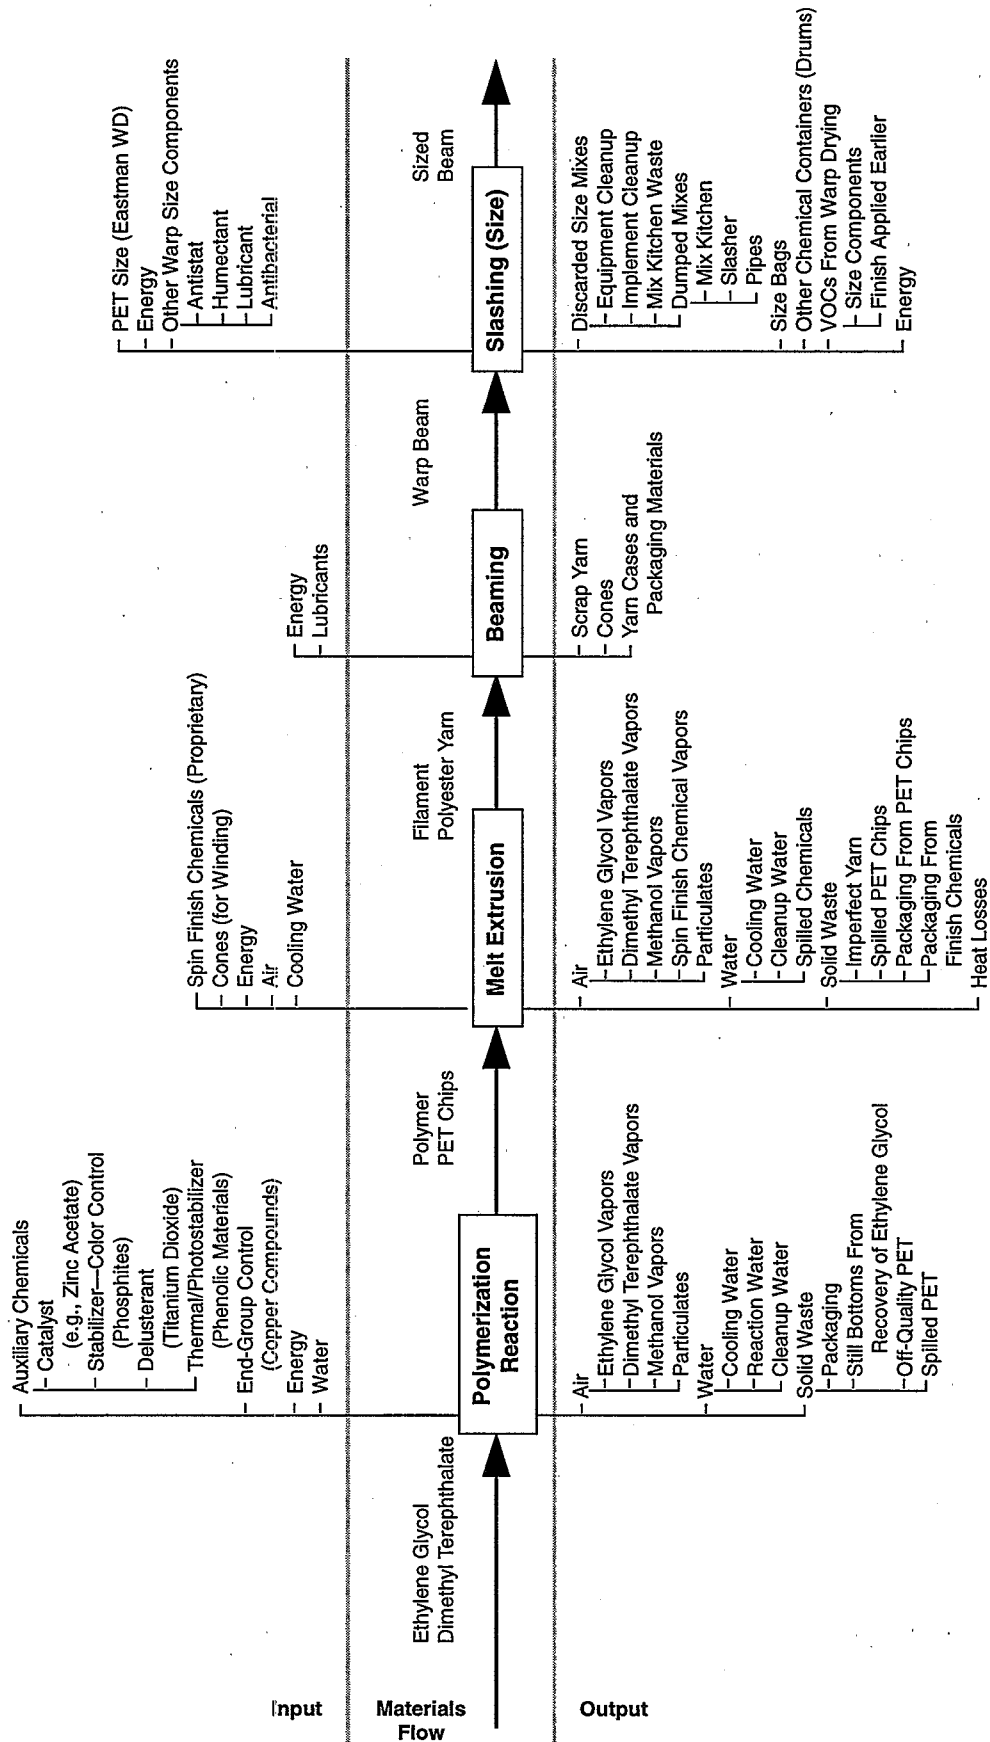 Input
Auxiliary Chemicals
Catalyst
(e.g., Zinc Acetate)
Stabilizer—Color Control
(Phosphites)
Delusterant
(Titanium Dioxide)
Thermal/Photostabilizer
(Phenolic Materials)
End-Group Control
(Copper Compounds)
Energy
Water
Spin Finish Chemicals (Proprietary)
Cones (for Winding)
Energy
Air
Cooling Water
Energy
Lubricants
PET Size (Eastman WD)
Energy
Other Warp Size Components
Antistat
Humectant
Lubricant
Antibacterial
Materials
Flow
Ethylene Glycol
Dimethyl Terephthalate
Polymerization
Reaction
Polymer
PET Chips
Melt Extrusion
Filament
Polyester Yarn
Beaming
Warp Beam
Slashing (Size)
Sized
Beam
Output
Air
Ethylene Glycol Vapors
Dimethyl Terephthalate Vapors
Methanol Vapors
Particulates
Water
Cooling Water
Reaction Water
Cleanup Water
Solid Waste
Packaging
Still Bottoms From
Recovery of Ethylene Glycol
Off-Quality PET
Spilled PET
Air
Ethylene Glycol Vapors
Dimethyl Terephthalate Vapors
Methanol Vapors
Spin Finish Chemical Vapors
Particulates
Water
Cooling Water
Cleanup Water
Spilled Chemicals
Solid Waste
Imperfect Yarn
Spilled PET Chips
Packaging From PET Chips
Packaging From
Finish Chemicals
Heat Losses
Scrap Yarn
Cones
Yarn Cases and
Packaging Materials
Discarded Size Mixes
Equipment Cleanup
Implement Cleanup
Mix Kitchen Waste
Dumped Mixes
Mix Kitchen
Slasher
Pipes
Size Bags
Other Chemical Containers (Drums)
VOCs From Warp Drying
Size Components
Finish Applied Earlier
Energy